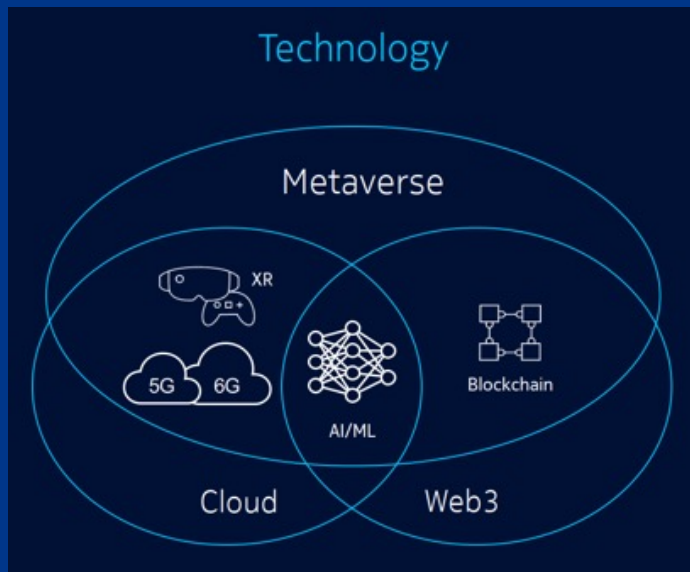 Technology
Metaverse
XR
5G 6G
Blockchain
AI/ML
Cloud Web3